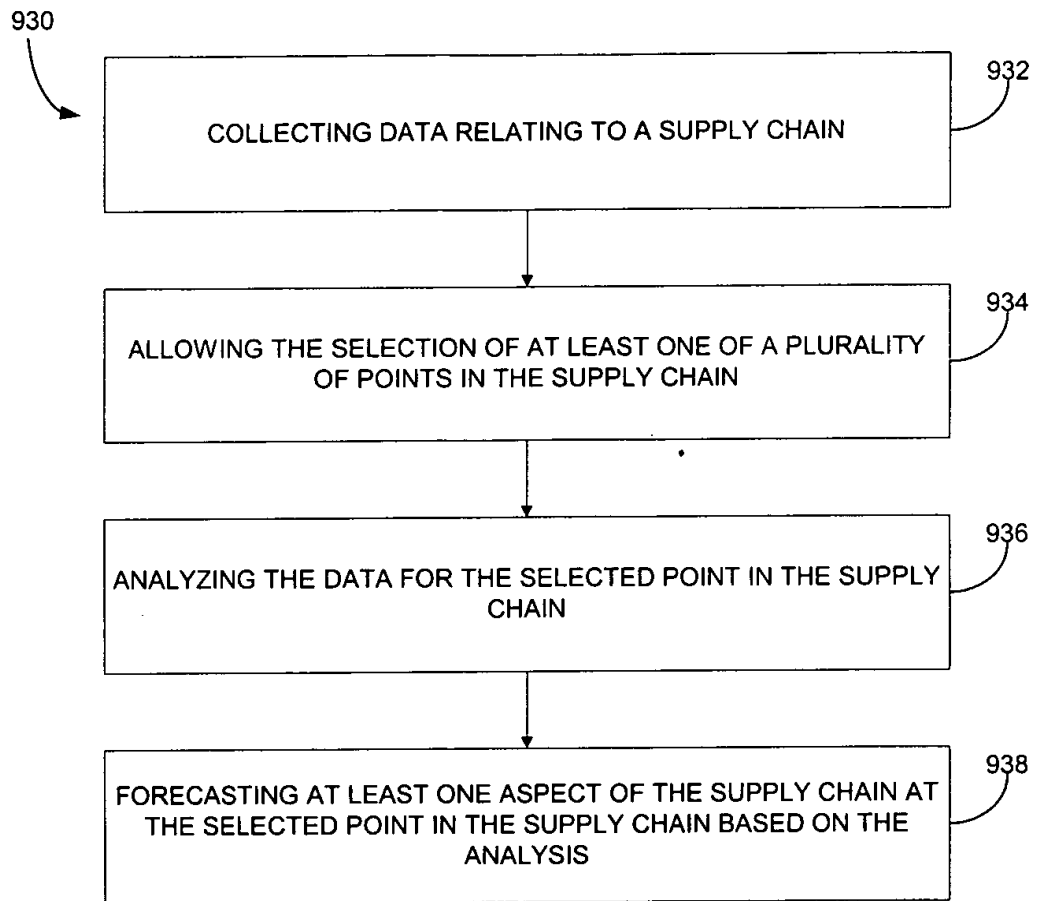 930
932
COLLECTING DATA RELATING TO A SUPPLY CHAIN
934
ALLOWING THE SELECTION OF AT LEAST ONE OF A PLURALITY
OF POINTS IN THE SUPPLY CHAIN
936
ANALYZING THE DATA FOR THE SELECTED POINT IN THE SUPPLY
CHAIN
938
FORECASTING AT LEAST ONE ASPECT OF THE SUPPLY CHAIN AT
THE SELECTED POINT IN THE SUPPLY CHAIN BASED ON THE
ANALYSIS